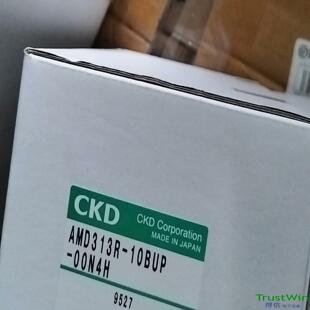 CKD
CKD Corporation
MADE IN JAPAN
AMD313R-10BUP
-00N4H
9527
TrustWin